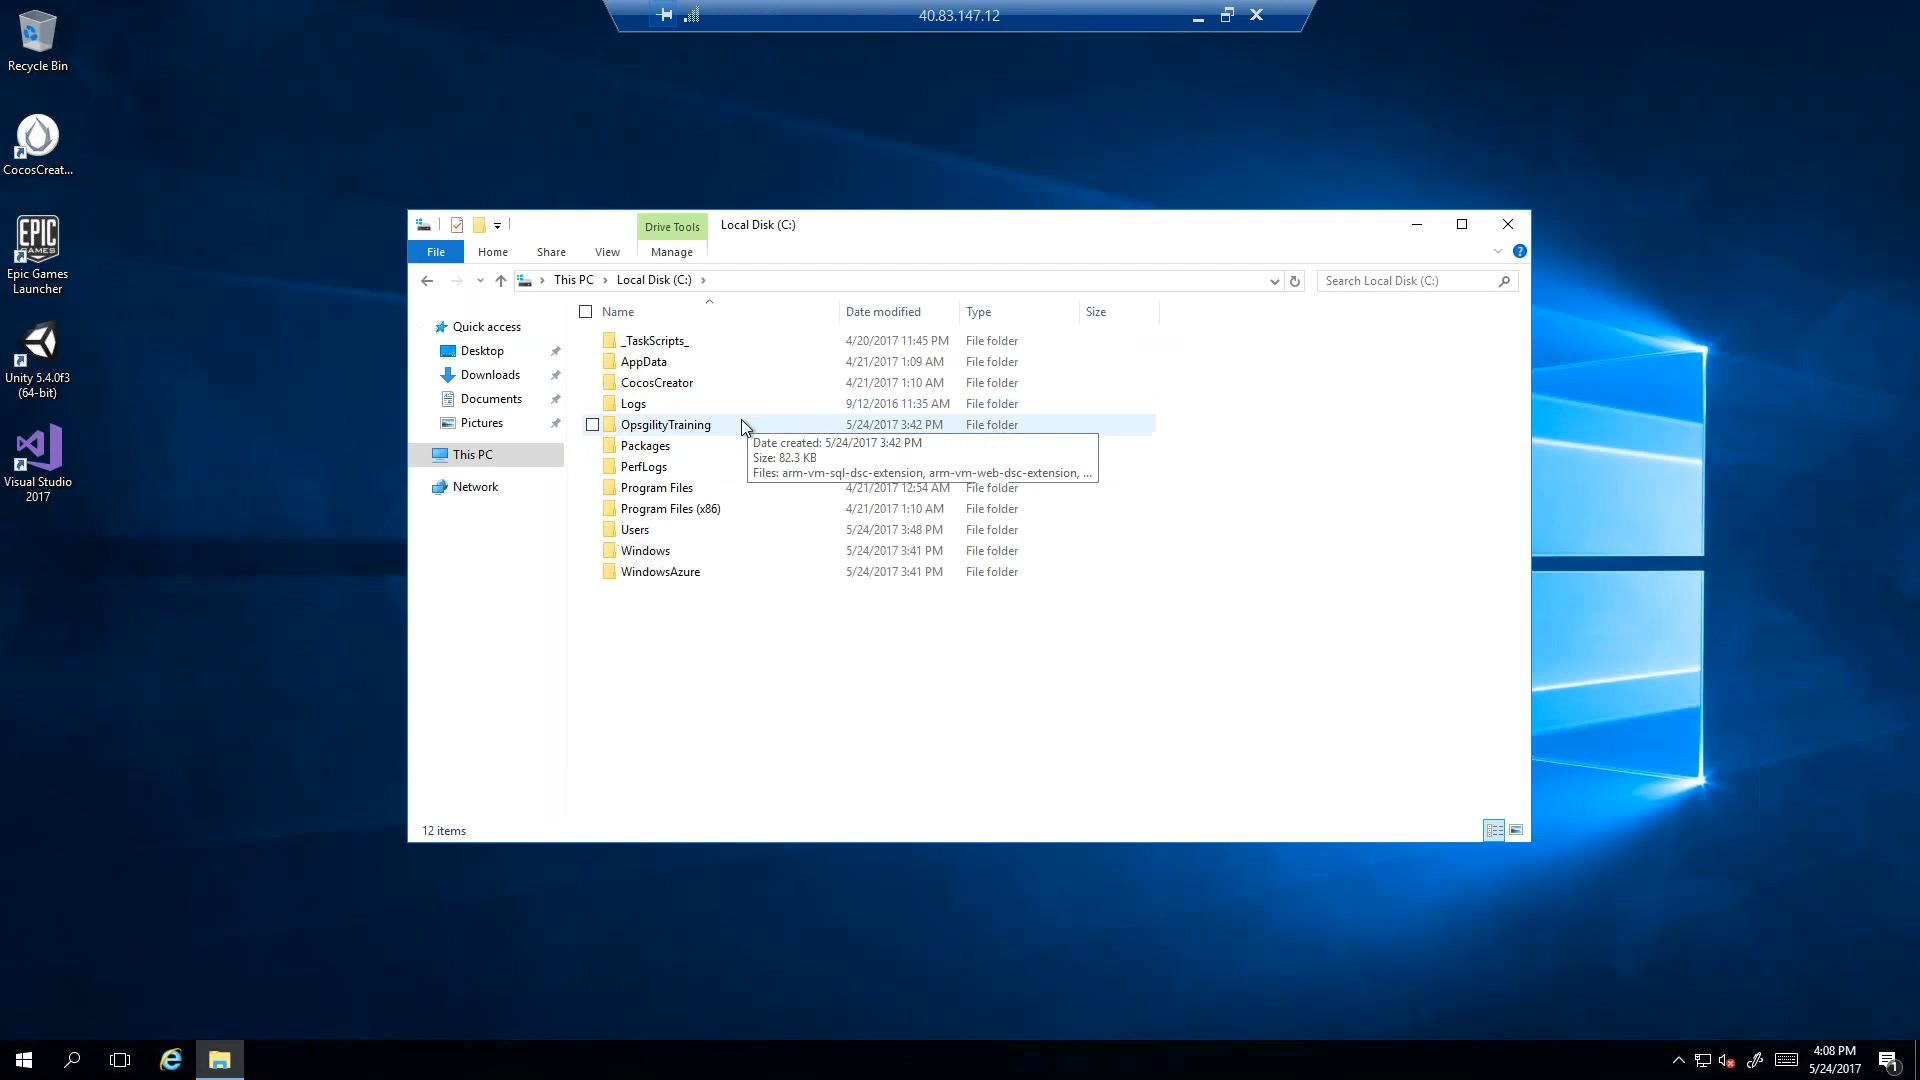 40.83.147.12
Recycle Bin
CocosCreat...
EPIC
GAMES
Epic Games
Launcher
Unity 5.4.0f3
(64-bit)
Visual Studio
2017
Drive Tools
Local Disk (C:)
File
Home
Share
View
Manage
This PC
Local Disk (C:)
Search Local Disk (C:)
Quick access
Desktop
Downloads
Documents
Pictures
This PC
Network
Name Date modified Type Size
_TaskScripts_ 4/20/2017 11:45 PM File folder
AppData 4/21/2017 1:09 AM File folder
CocosCreator 4/21/2017 1:10 AM File folder
Logs 9/12/2016 11:35 AM File folder
OpsgilityTraining 5/24/2017 3:42 PM File folder
Packages
PerfLogs
Program Files 4/21/2017 12:54 AM File folder
Program Files (x86) 4/21/2017 1:10 AM File folder
Users 5/24/2017 3:48 PM File folder
Windows 5/24/2017 3:41 PM File folder
WindowsAzure 5/24/2017 3:41 PM File folder
Date created: 5/24/2017 3:42 PM
Size: 82.3 KB
Files: arm-vm-sql-dsc-extension, arm-vm-web-dsc-extension, ...
12 items
4:08 PM
5/24/2017
1